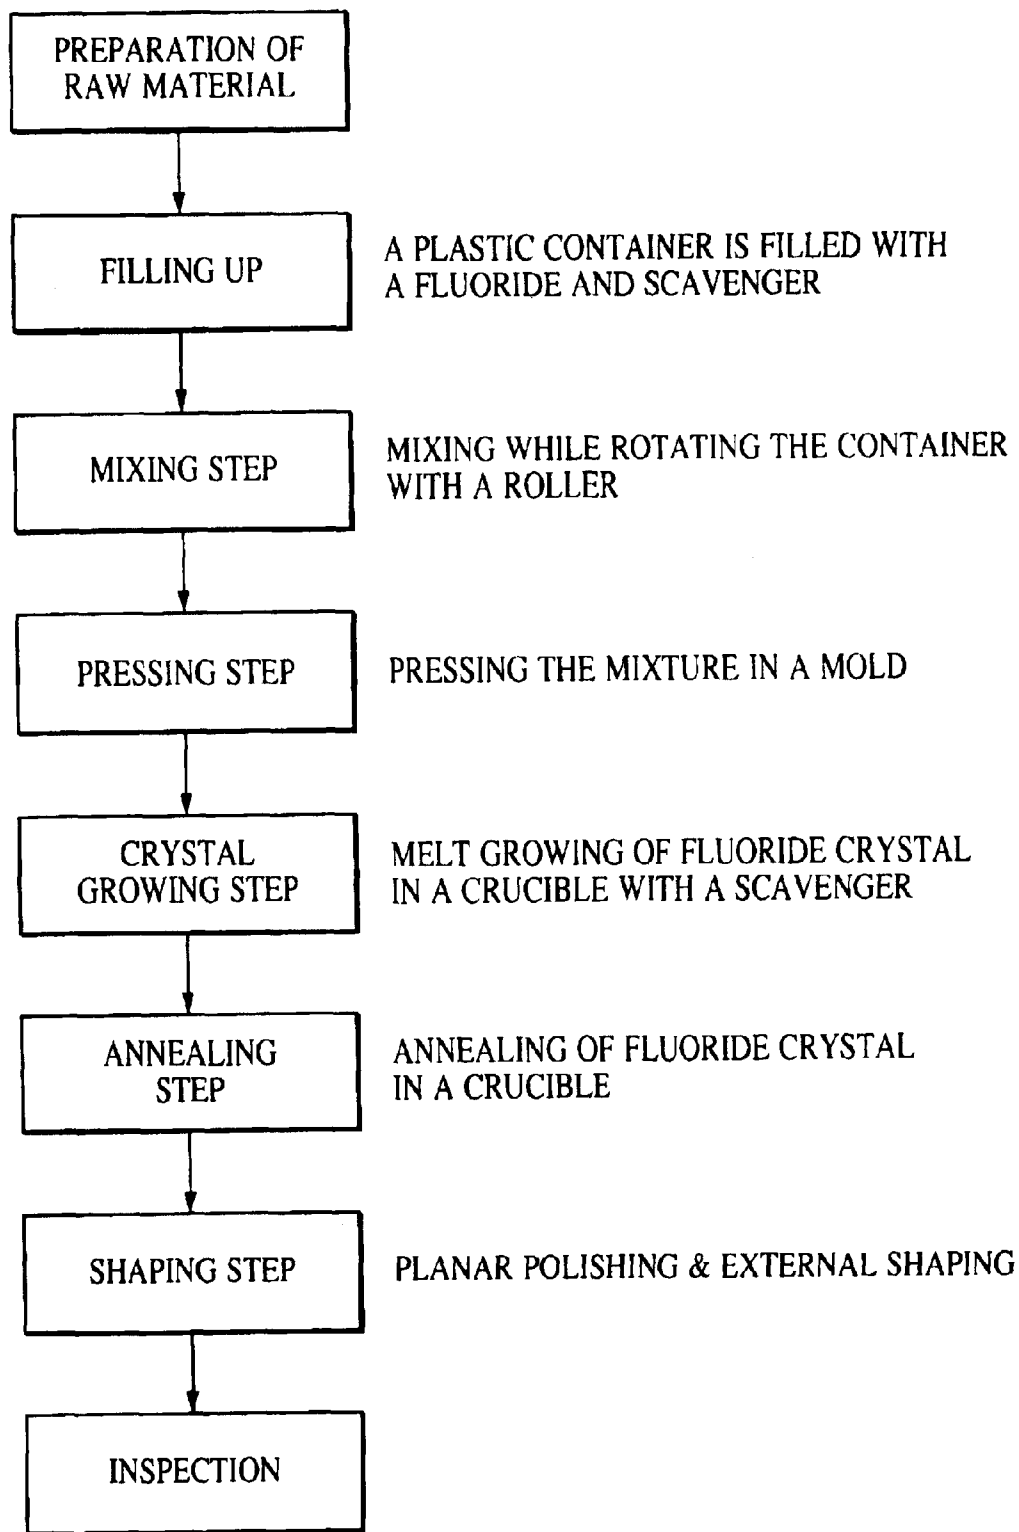 PREPARATION OF
RAW MATERIAL
FILLING UP
A PLASTIC CONTAINER IS FILLED WITH
A FLUORIDE AND SCAVENGER
MIXING STEP
MIXING WHILE ROTATING THE CONTAINER
WITH A ROLLER
PRESSING STEP
PRESSING THE MIXTURE IN A MOLD
CRYSTAL
GROWING STEP
MELT GROWING OF FLUORIDE CRYSTAL
IN A CRUCIBLE WITH A SCAVENGER
ANNEALING
STEP
ANNEALING OF FLUORIDE CRYSTAL
IN A CRUCIBLE
SHAPING STEP
PLANAR POLISHING & EXTERNAL SHAPING
INSPECTION